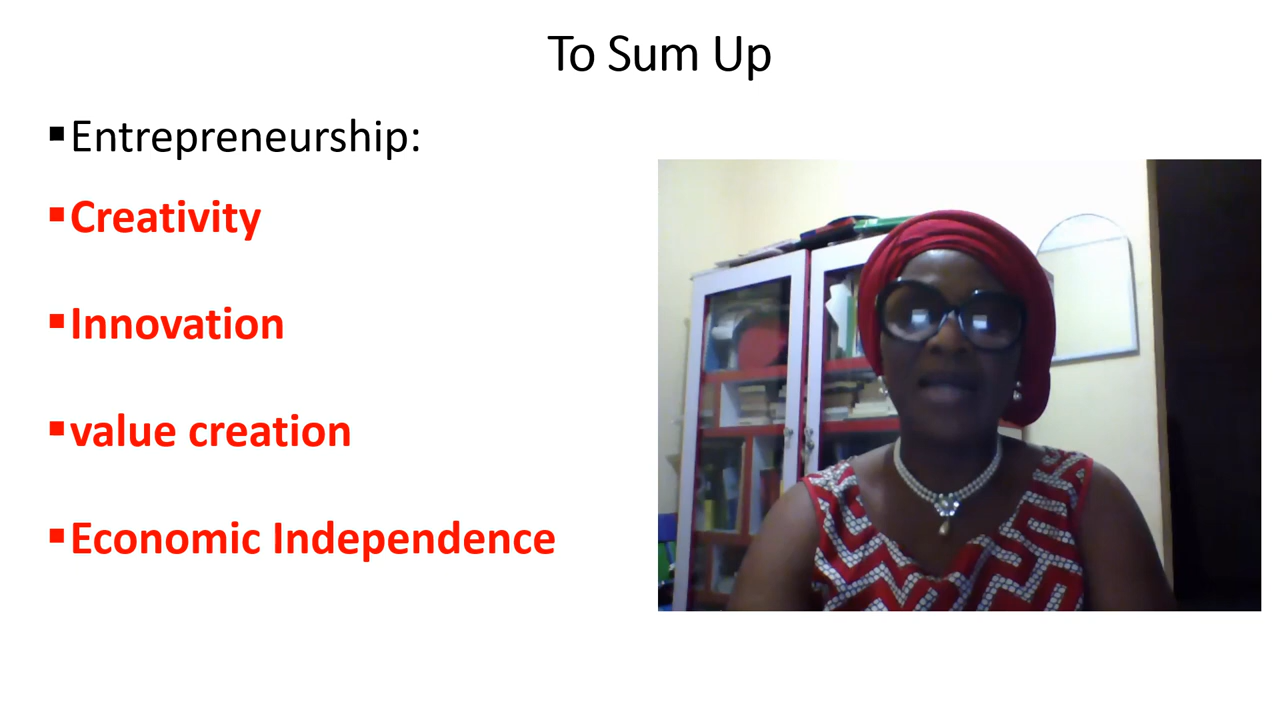 To Sum Up
▪Entrepreneurship:
▪Creativity
▪Innovation
▪value creation
▪Economic Independence